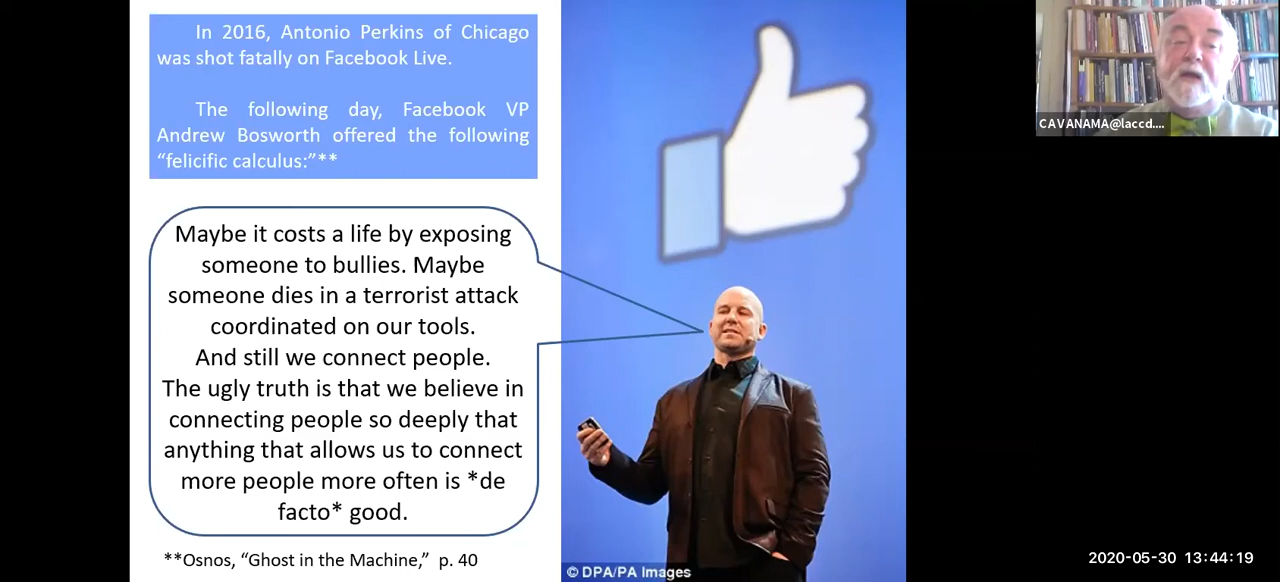 In 2016, Antonio Perkins of Chicago
was shot fatally on Facebook Live.
The following day, Facebook VP
Andrew Bosworth offered the following
“felicific calculus:”**
Maybe it costs a life by exposing
someone to bullies. Maybe
someone dies in a terrorist attack
coordinated on our tools.
And still we connect people.
The ugly truth is that we believe in
connecting people so deeply that
anything that allows us to connect
more people more often is *de
facto* good.
**Osnos, “Ghost in the Machine,” p. 40
© DPA/PA Images
CAVANAMA@laccd....
2020-05-30 13:44:19